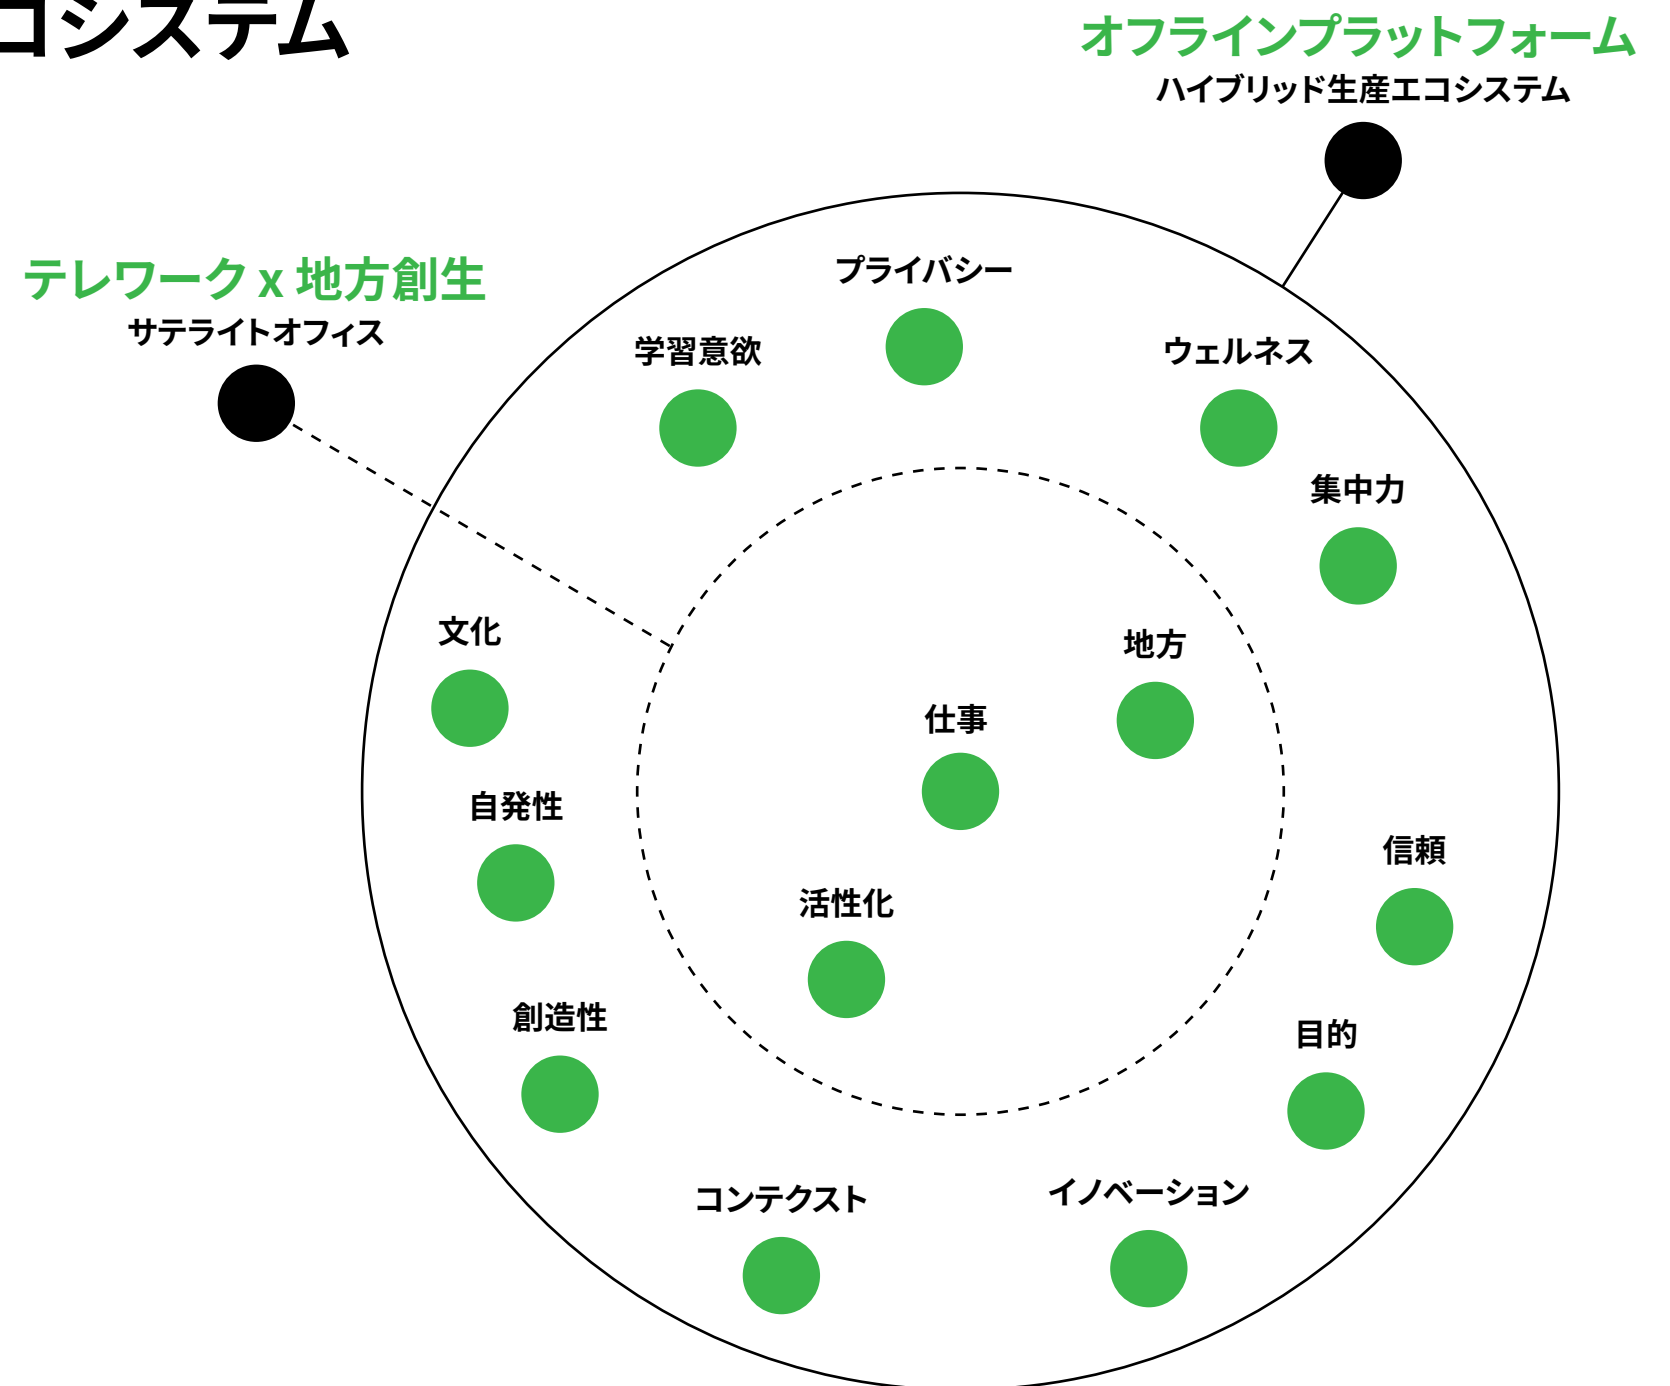 コシステム
オフラインプラットフォーム
ハイブリッド生産エコシステム
テレワーク x 地方創生
サテライトオフィス
プライバシー
学習意欲
ウェルネス
集中力
文化
地方
仕事
自発性
信頼
活性化
創造性
目的
コンテクスト
イノベーション